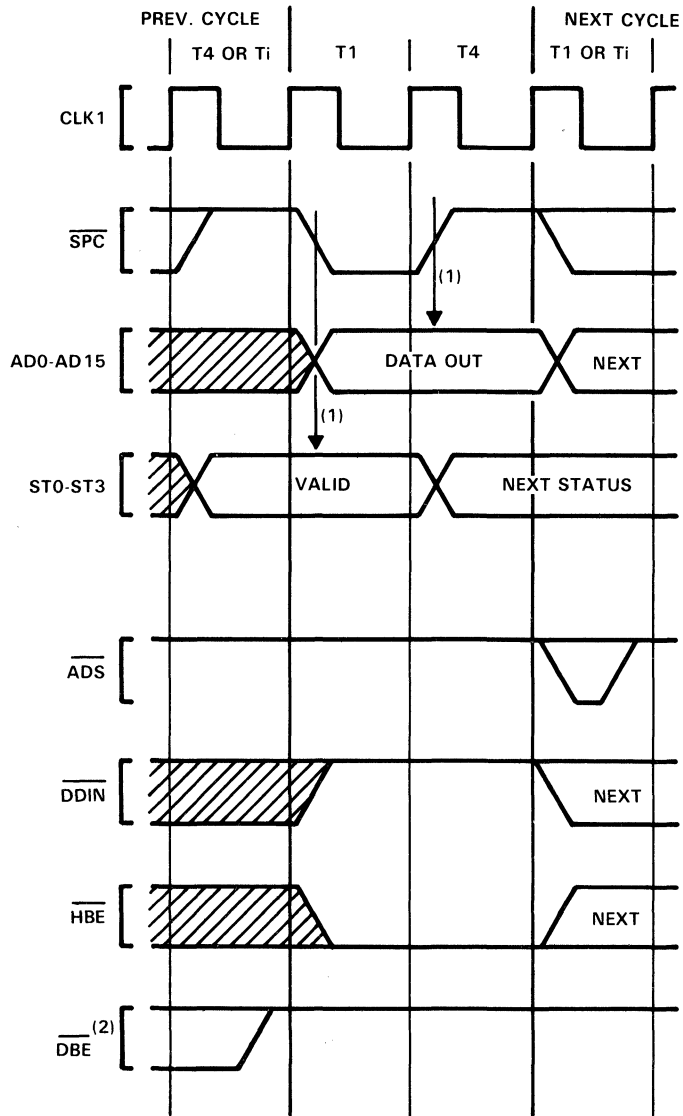 PREV. CYCLE NEXT CYCLE
T4 OR Ti T1 T4 T1 OR Ti
CLK1
SPC
(1)
AD0-AD15 DATA OUT NEXT
(1)
ST0-ST3 VALID NEXT STATUS
ADS
DDIN NEXT
HBE NEXT
DBE (2)